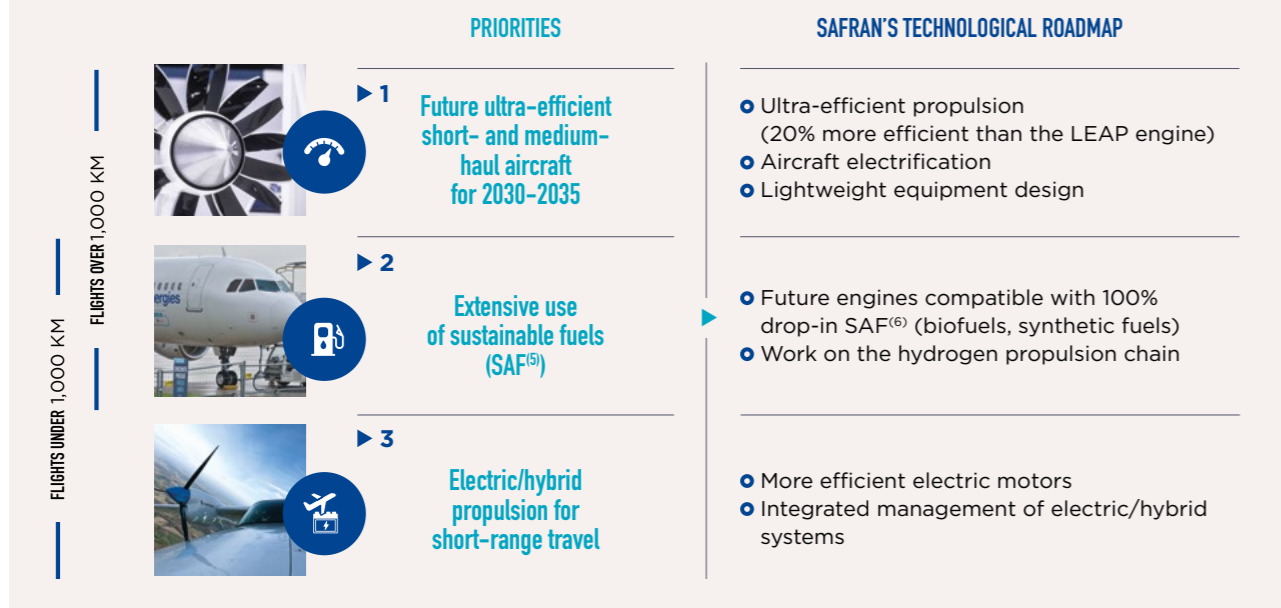 PRIORITIES
SAFRAN'S TECHNOLOGICAL ROADMAP
FLIGHTS OVER 1,000 KM
FLIGHTS UNDER 1,000 KM
1
Future ultra-efficient
short- and medium-
haul aircraft
for 2030-2035
Ultra-efficient propulsion
(20% more efficient than the LEAP engine)
Aircraft electrification
Lightweight equipment design
2
ergies
Extensive use
of sustainable fuels
(SAF(5))
Future engines compatible with 100%
drop-in SAF(6) (biofuels, synthetic fuels)
Work on the hydrogen propulsion chain
3
Electric/hybrid
propulsion for
short-range travel
More efficient electric motors
Integrated management of electric/hybrid
systems